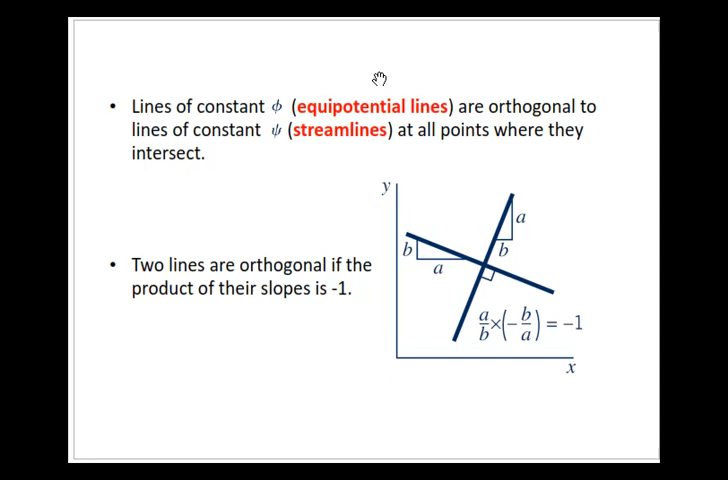 • Lines of constant ϕ (equipotential lines) are orthogonal to
lines of constant ψ (streamlines) at all points where they
intersect.
y
a
b
b
a
• Two lines are orthogonal if the
product of their slopes is -1.
a/b × (− b/a) = −1
x